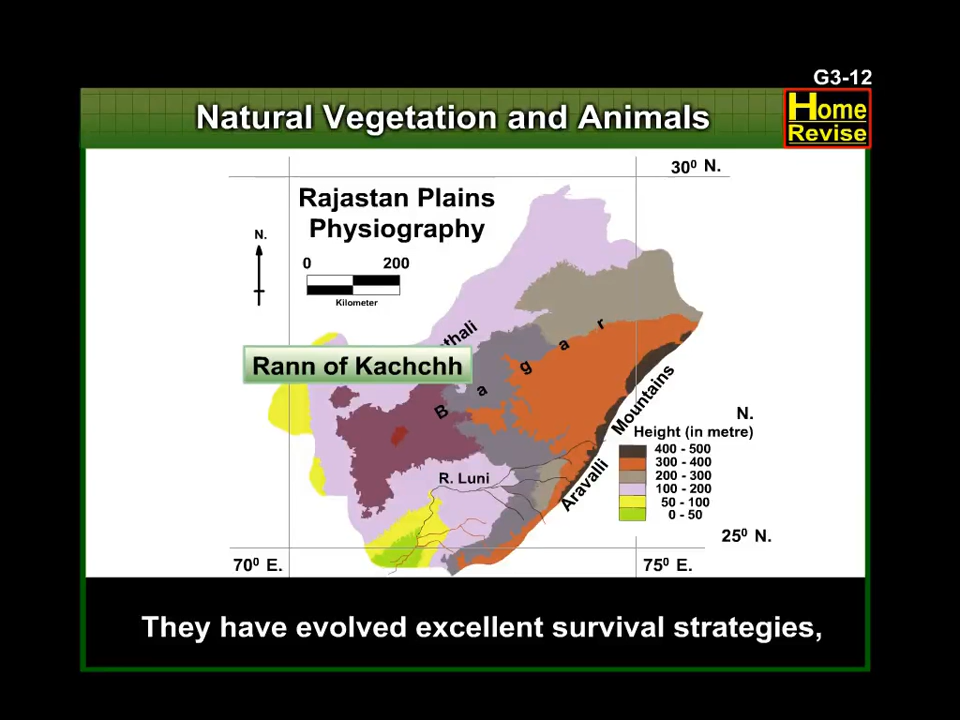 G3-12
Natural Vegetation and Animals
Home
Revise
30⁰ N.
Rajastan Plains
Physiography
N.
0 200
Kilometer
thali
Rann of Kachchh
Bagar
Mountains
Aravalli
R. Luni
N.
Height (in metre)
400 - 500
300 - 400
200 - 300
100 - 200
50 - 100
0 - 50
25⁰ N.
70⁰ E.
75⁰ E.
They have evolved excellent survival strategies,